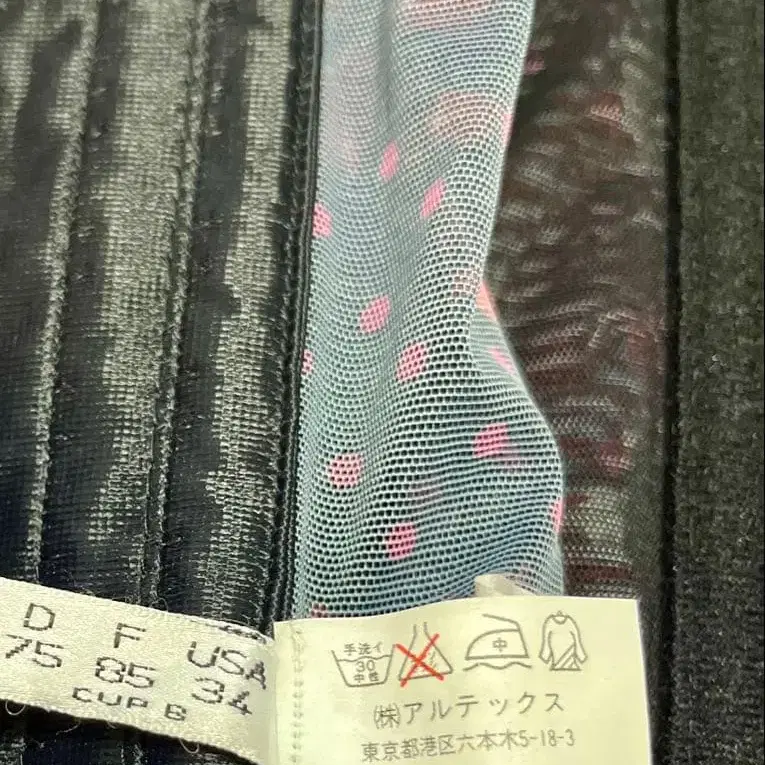 D F USA
75 85 34
CUP B
手洗イ
30
中性
中
(株)アルテックス
東京都港区六本木5-18-3